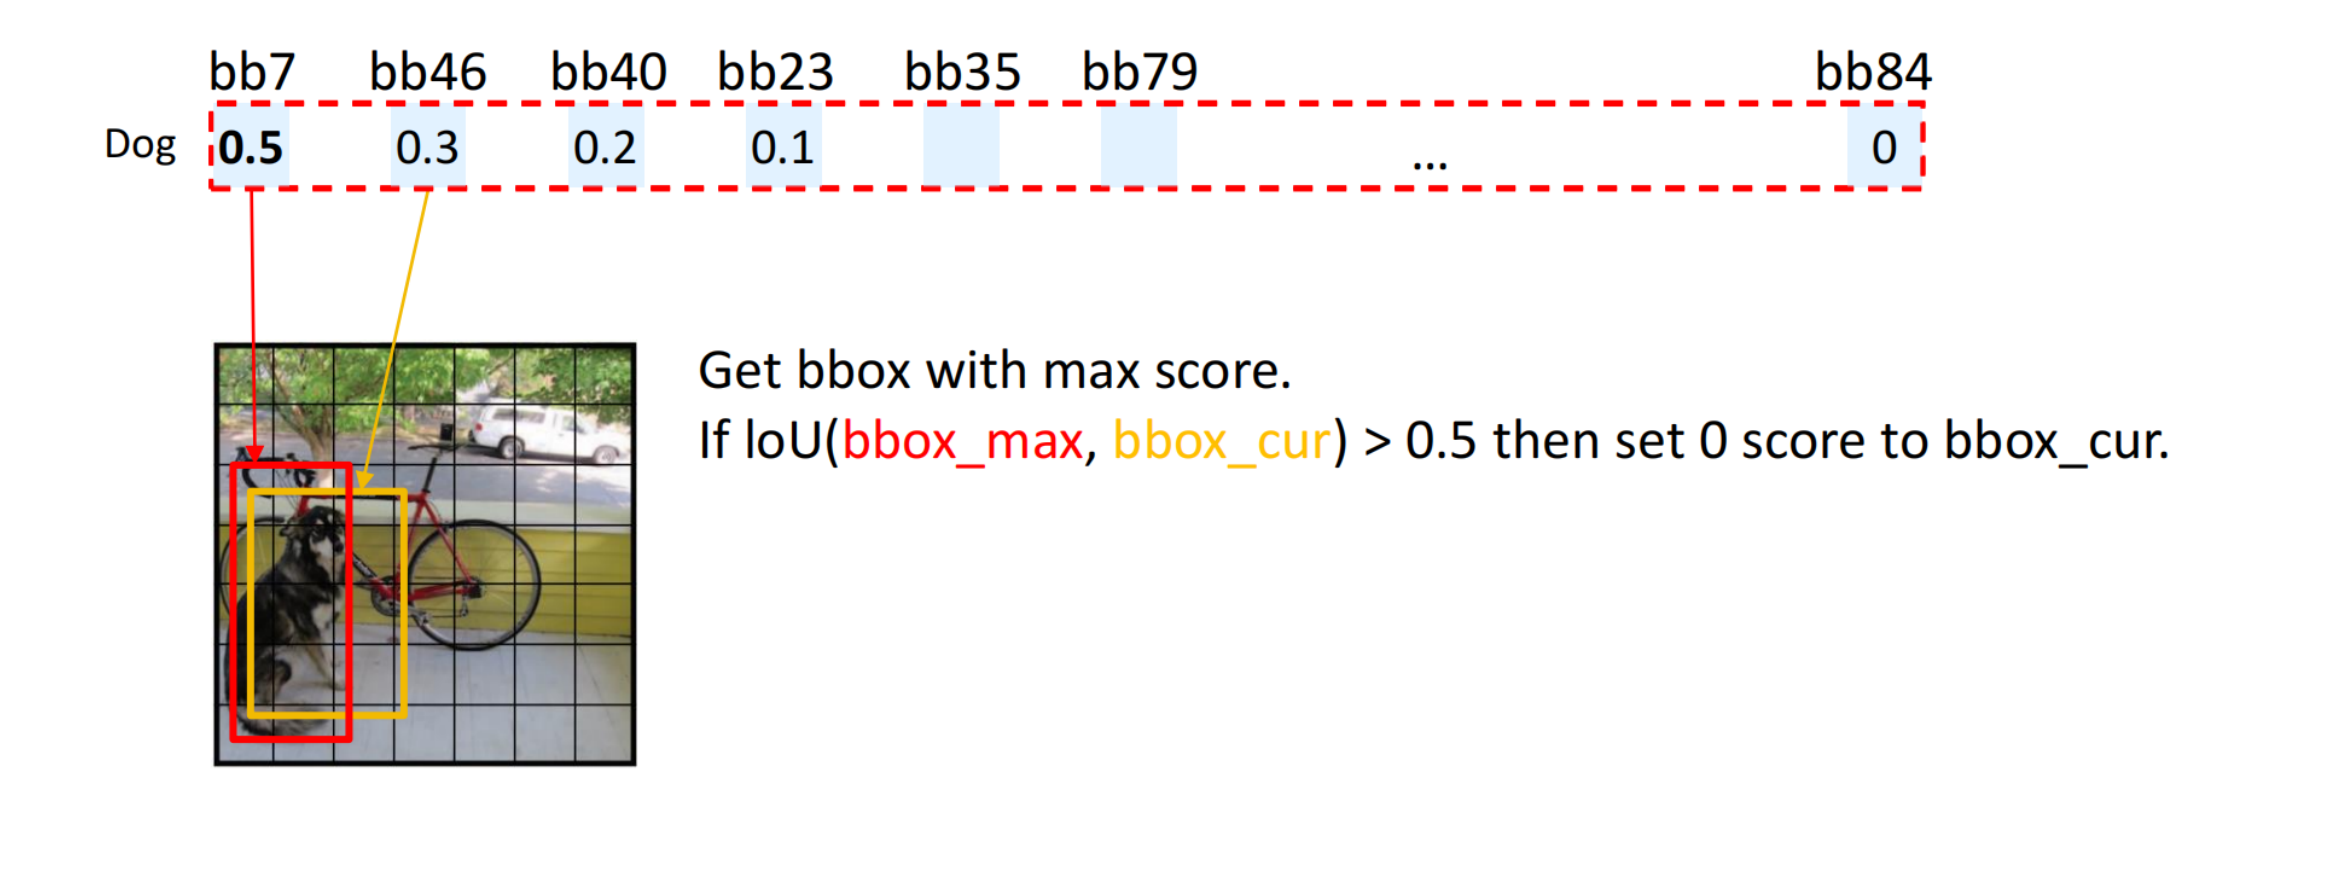 bb7 bb46 bb40 bb23 bb35 bb79 bb84
Dog 0.5 0.3 0.2 0.1 ... 0
Get bbox with max score.
If IoU(bbox_max, bbox_cur) > 0.5 then set 0 score to bbox_cur.